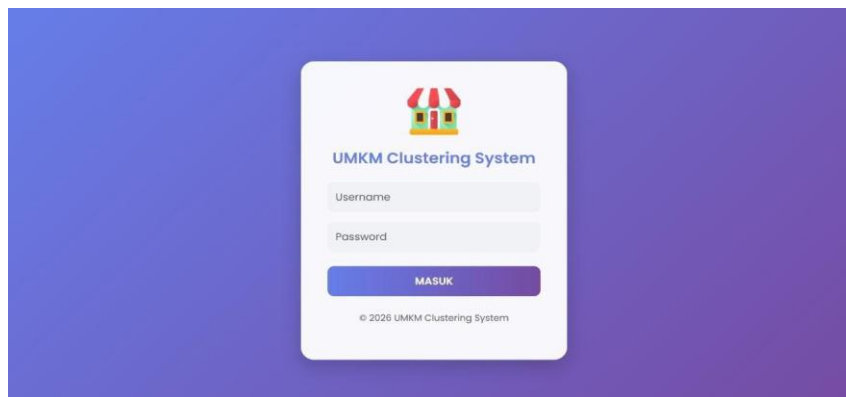 UMKM Clustering System
Username
Password
MASUK
© 2026 UMKM Clustering System